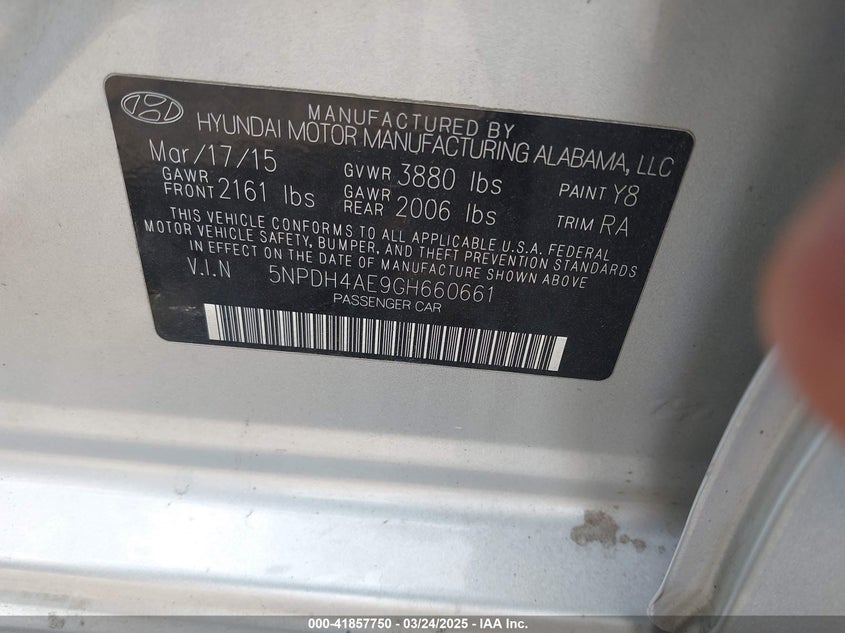 MANUFACTURED BY
HYUNDAI MOTOR MANUFACTURING ALABAMA, LLC
Mar/17/15 GVWR 3880 lbs PAINT Y8
GAWR FRONT 2161 lbs GAWR REAR 2006 lbs TRIM RA
THIS VEHICLE CONFORMS TO ALL APPLICABLE U.S.A. FEDERAL
MOTOR VEHICLE SAFETY, BUMPER, AND THEFT PREVENTION STANDARDS
IN EFFECT ON THE DATE OF MANUFACTURE SHOWN ABOVE
V.I.N 5NPDH4AE9GH660661
PASSENGER CAR
000-41857750 - 03/24/2025 - IAA Inc.